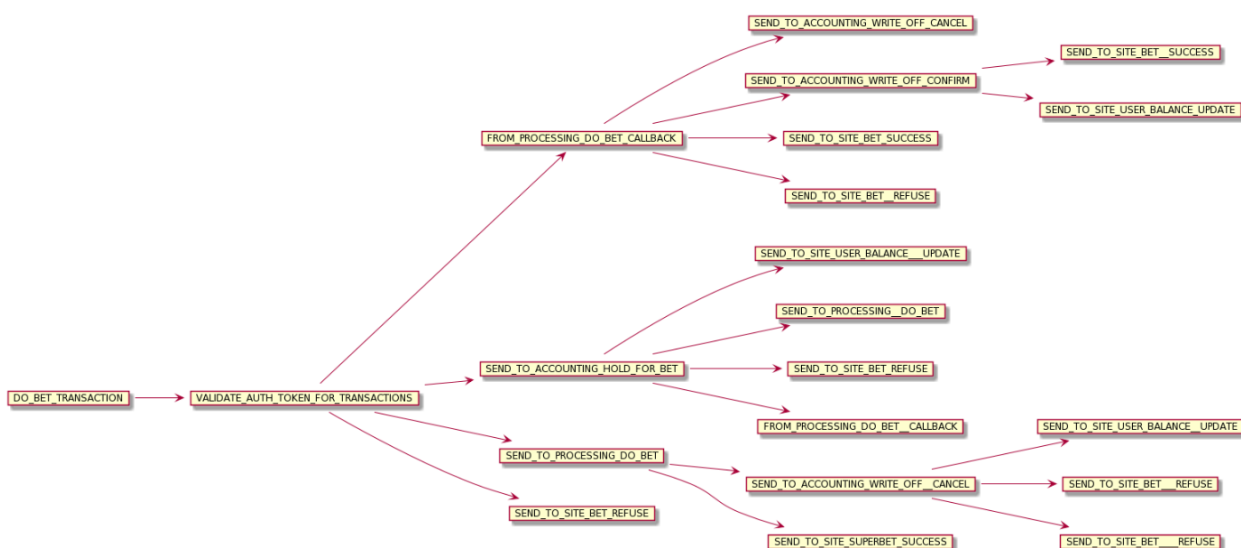 SEND_TO_ACCOUNTING_WRITE_OFF_CANCEL
SEND_TO_SITE_BET__SUCCESS
SEND_TO_ACCOUNTING_WRITE_OFF_CONFIRM
SEND_TO_SITE_USER_BALANCE_UPDATE
FROM_PROCESSING_DO_BET_CALLBACK
SEND_TO_SITE_BET_SUCCESS
SEND_TO_SITE_BET__REFUSE
SEND_TO_SITE_USER_BALANCE___UPDATE
SEND_TO_PROCESSING__DO_BET
SEND_TO_ACCOUNTING_HOLD_FOR_BET
SEND_TO_SITE_BET_REFUSE
DO_BET_TRANSACTION
VALIDATE_AUTH_TOKEN_FOR_TRANSACTIONS
FROM_PROCESSING_DO_BET__CALLBACK
SEND_TO_SITE_USER_BALANCE__UPDATE
SEND_TO_PROCESSING_DO_BET
SEND_TO_ACCOUNTING_WRITE_OFF__CANCEL
SEND_TO_SITE_BET___REFUSE
SEND_TO_SITE_BET_REFUSE
SEND_TO_SITE_SUPERBET_SUCCESS
SEND_TO_SITE_BET____REFUSE